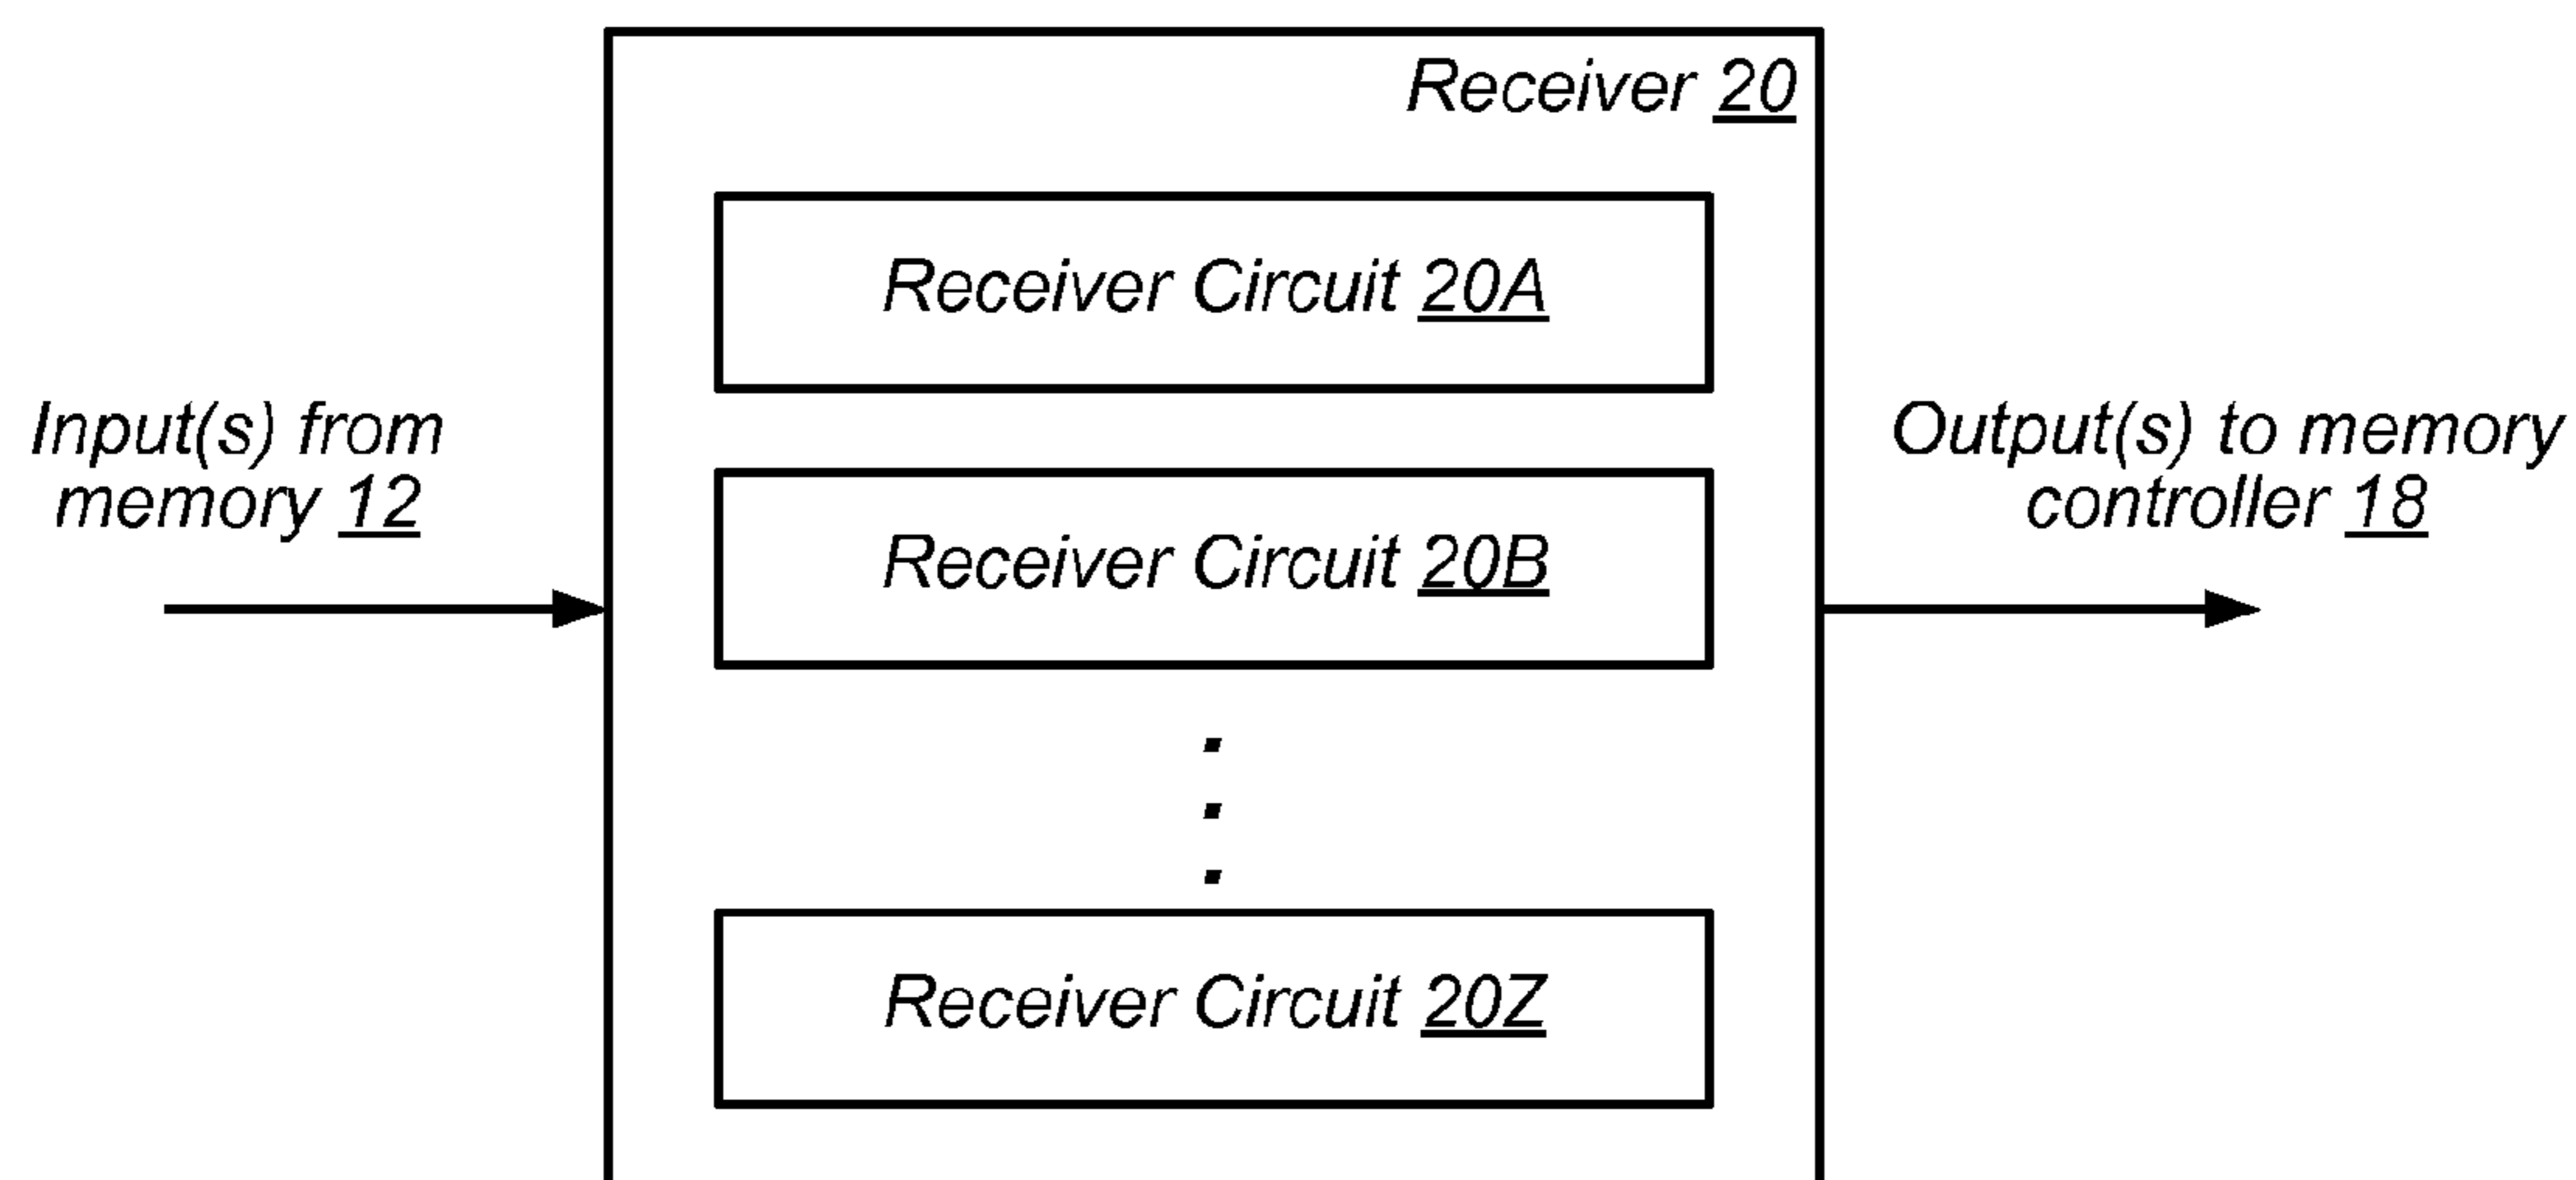 Receiver 20
Receiver Circuit 20A
Input(s) from
memory 12
Output(s) to memory
controller 18
Receiver Circuit 20B
Receiver Circuit 20Z